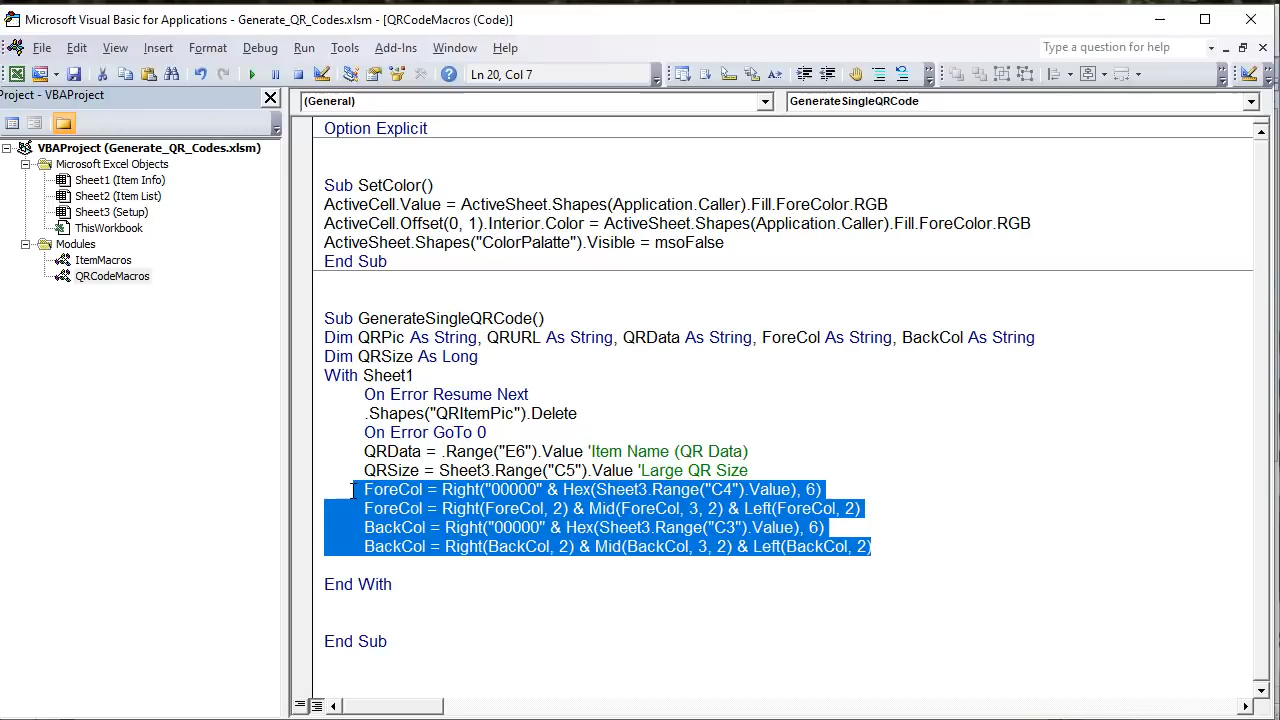 Microsoft Visual Basic for Applications - Generate_QR_Codes.xlsm - [QRCodeMacros (Code)]
File Edit View Insert Format Debug Run Tools Add-Ins Window Help
Type a question for help
Ln 20, Col 7
Project - VBAProject
(General)
GenerateSingleQRCode
VBAProject (Generate_QR_Codes.xlsm)
Microsoft Excel Objects
Sheet1 (Item Info)
Sheet2 (Item List)
Sheet3 (Setup)
ThisWorkbook
Modules
ItemMacros
QRCodeMacros
Option Explicit
Sub SetColor()
ActiveCell.Value = ActiveSheet.Shapes(Application.Caller).Fill.ForeColor.RGB
ActiveCell.Offset(0, 1).Interior.Color = ActiveSheet.Shapes(Application.Caller).Fill.ForeColor.RGB
ActiveSheet.Shapes("ColorPalatte").Visible = msoFalse
End Sub
Sub GenerateSingleQRCode()
Dim QRPic As String, QRURL As String, QRData As String, ForeCol As String, BackCol As String
Dim QRSize As Long
With Sheet1
On Error Resume Next
.Shapes("QRItemPic").Delete
On Error GoTo 0
QRData = .Range("E6").Value 'Item Name (QR Data)
QRSize = Sheet3.Range("C5").Value 'Large QR Size
ForeCol = Right("00000" & Hex(Sheet3.Range("C4").Value), 6)
ForeCol = Right(ForeCol, 2) & Mid(ForeCol, 3, 2) & Left(ForeCol, 2)
BackCol = Right("00000" & Hex(Sheet3.Range("C3").Value), 6)
BackCol = Right(BackCol, 2) & Mid(BackCol, 3, 2) & Left(BackCol, 2)
End With
End Sub